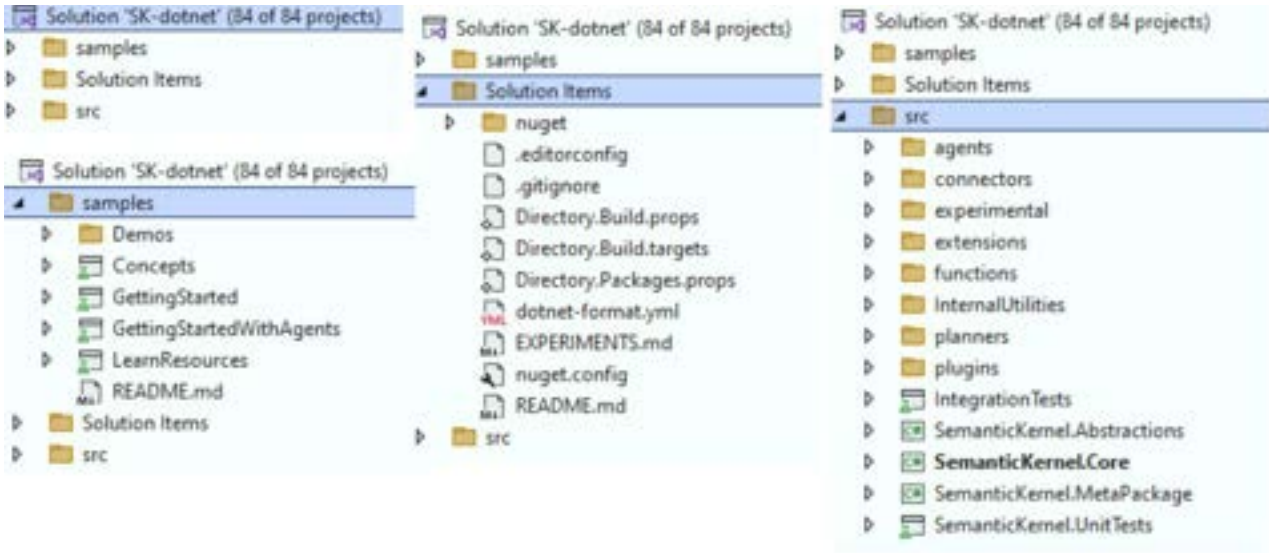 Solution 'SK-dotnet' (84 of 84 projects)
samples
Solution Items
src
Solution 'SK-dotnet' (84 of 84 projects)
samples
Demos
Concepts
GettingStarted
GettingStartedWithAgents
LearnResources
README.md
Solution Items
src
Solution 'SK-dotnet' (84 of 84 projects)
samples
Solution Items
nuget
.editorconfig
.gitignore
Directory.Build.props
Directory.Build.targets
Directory.Packages.props
dotnet-format.yml
EXPERIMENTS.md
nuget.config
README.md
src
Solution 'SK-dotnet' (84 of 84 projects)
samples
Solution Items
src
agents
connectors
experimental
extensions
functions
InternalUtilities
planners
plugins
IntegrationTests
SemanticKernel.Abstractions
SemanticKernel.Core
SemanticKernel.MetaPackage
SemanticKernel.UnitTests